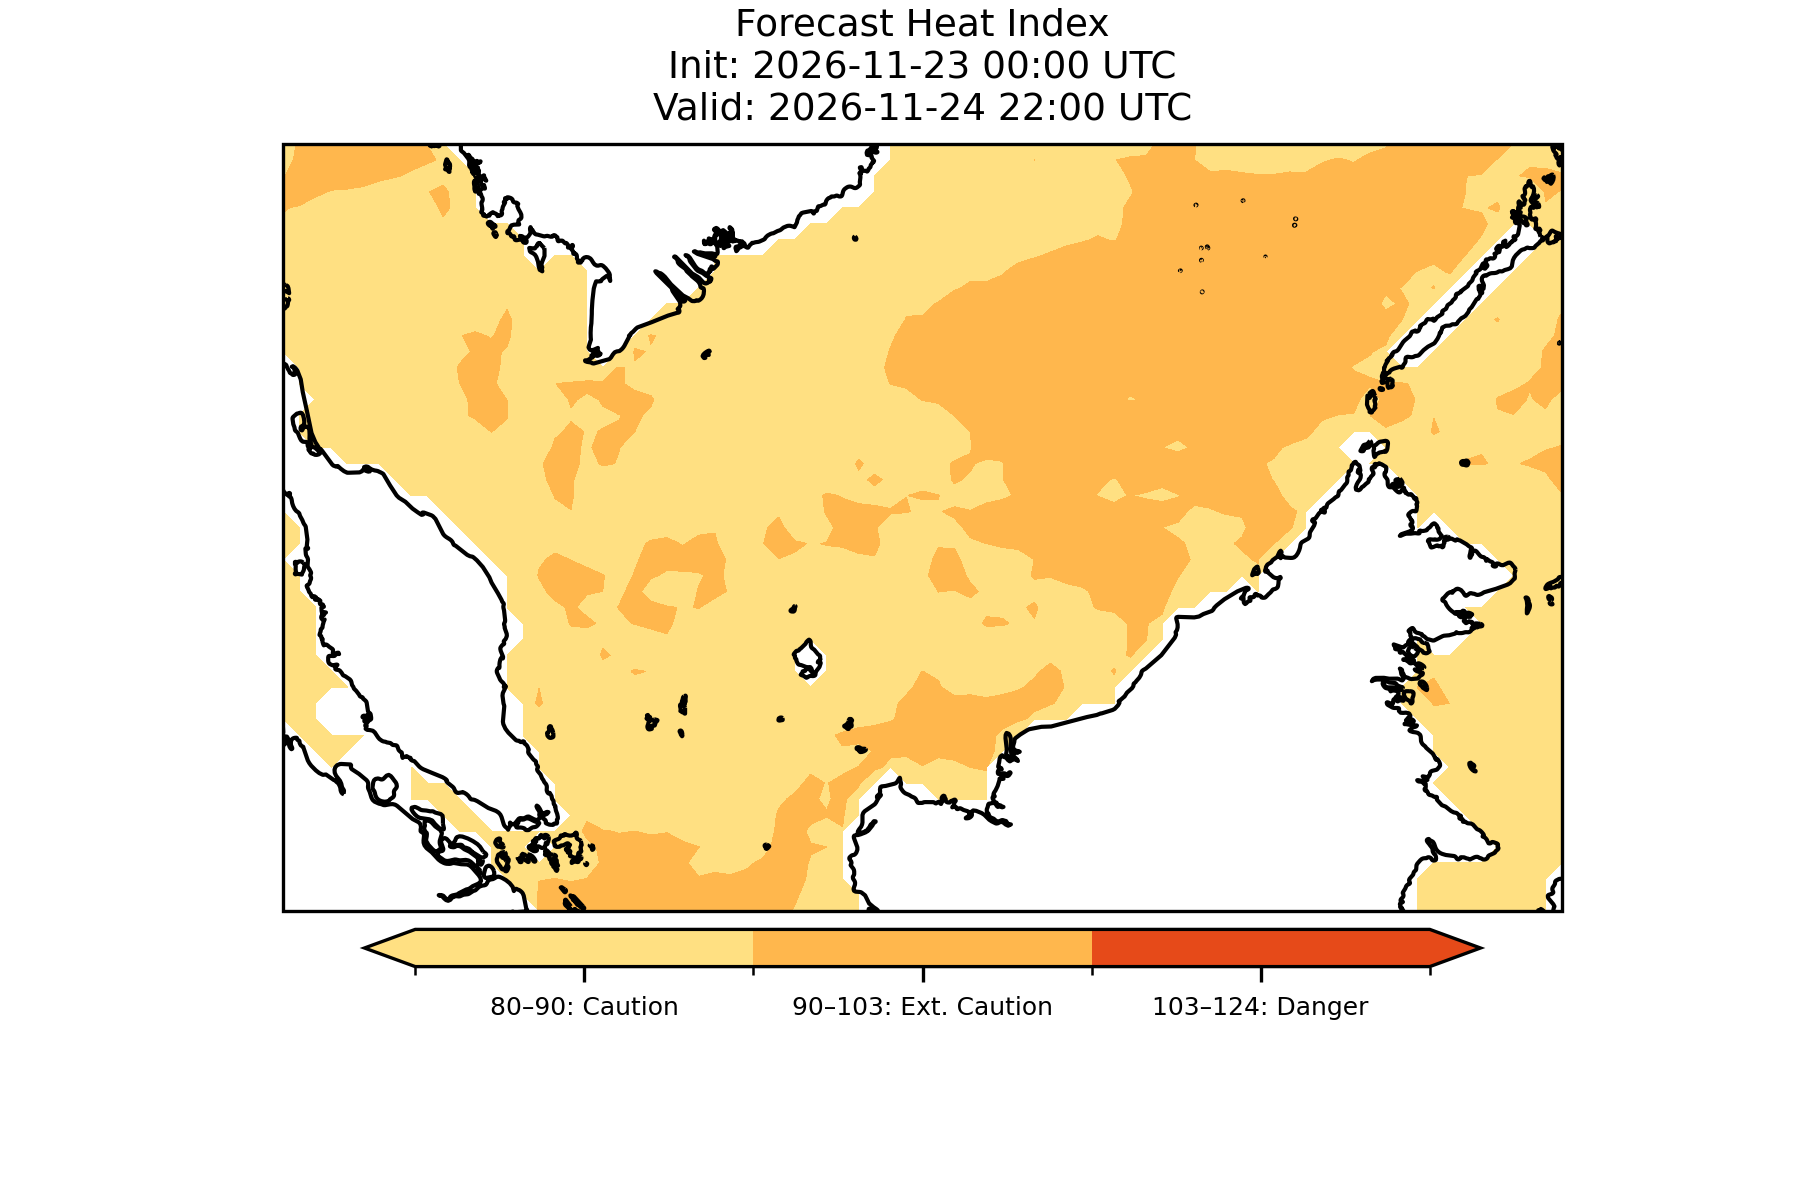 Forecast Heat Index
Init: 2026-11-23 00:00 UTC
Valid: 2026-11-24 22:00 UTC
80–90: Caution
90–103: Ext. Caution
103–124: Danger